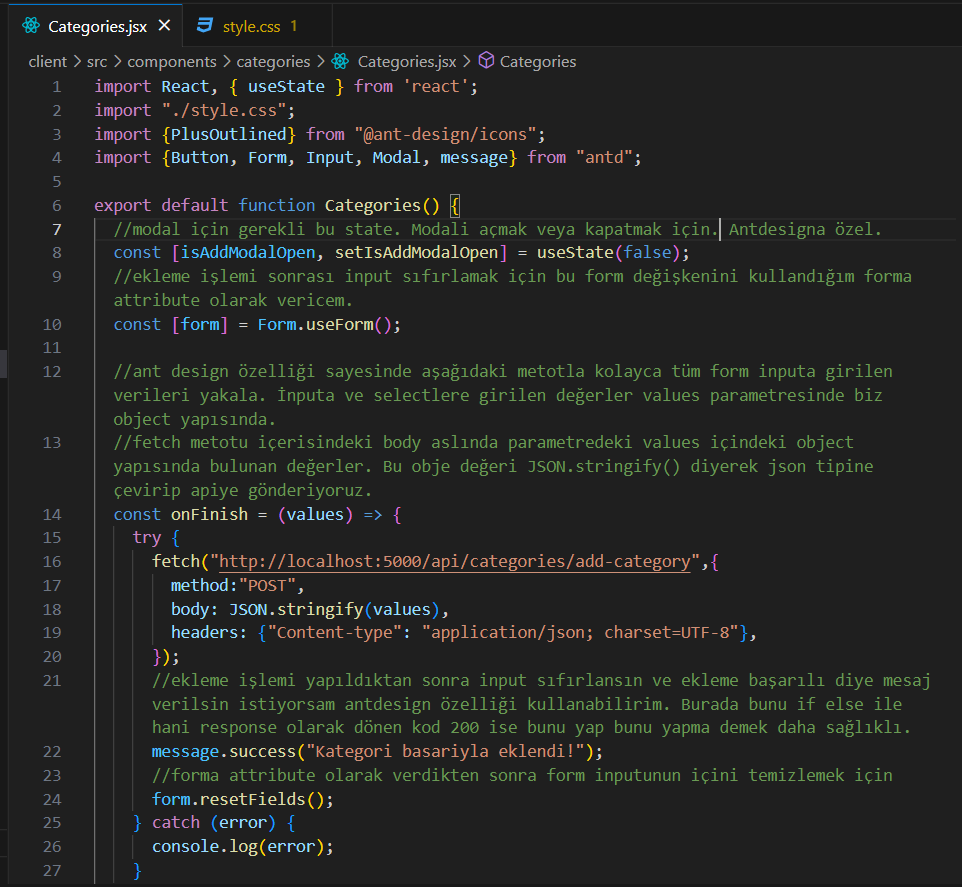 Categories.jsx × style.css 1
client > src > components > categories > Categories.jsx > Categories
1 import React, { useState } from 'react';
2 import "./style.css";
3 import {PlusOutlined} from "@ant-design/icons";
4 import {Button, Form, Input, Modal, message} from "antd";
5
6 export default function Categories() {
7 //modal için gerekli bu state. Modali açmak veya kapatmak için. Antdesigna özel.
8 const [isAddModalOpen, setIsAddModalOpen] = useState(false);
9 //ekleme işlemi sonrası input sıfırlamak için bu form değişkenini kullandığım forma
attribute olarak vericem.
10 const [form] = Form.useForm();
11
12 //ant design özelliği sayesinde aşağıdaki metotla kolayca tüm form inputa girilen
verileri yakala. İnputa ve selectlere girilen değerler values parametresinde biz
object yapısında.
13 //fetch metotu içerisindeki body aslında parametredeki values içindeki object
yapısında bulunan değerler. Bu obje değeri JSON.stringify() diyerek json tipine
çevirip apiye gönderiyoruz.
14 const onFinish = (values) => {
15 try {
16 fetch("http://localhost:5000/api/categories/add-category",{
17 method:"POST",
18 body: JSON.stringify(values),
19 headers: {"Content-type": "application/json; charset=UTF-8"},
20 });
21 //ekleme işlemi yapıldıktan sonra input sıfırlansın ve ekleme başarılı diye mesaj
verilsin istiyorsam antdesign özelliği kullanabilirim. Burada bunu if else ile
hani response olarak dönen kod 200 ise bunu yap bunu yapma demek daha sağlıklı.
22 message.success("Kategori basariyla eklendi!");
23 //forma attribute olarak verdikten sonra form inputunun içini temizlemek için
24 form.resetFields();
25 } catch (error) {
26 console.log(error);
27 }